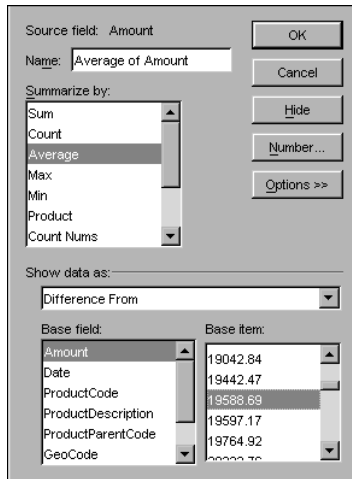 Source field: Amount
OK
Name: Average of Amount
Cancel
Summarize by:
Sum
Count
Average
Max
Min
Product
Count Nums
Hide
Number...
Options >>
Show data as:
Difference From
Base field:
Amount
Date
ProductCode
ProductDescription
ProductParentCode
GeoCode
Base item:
19042.84
19442.47
19588.69
19597.17
19764.92